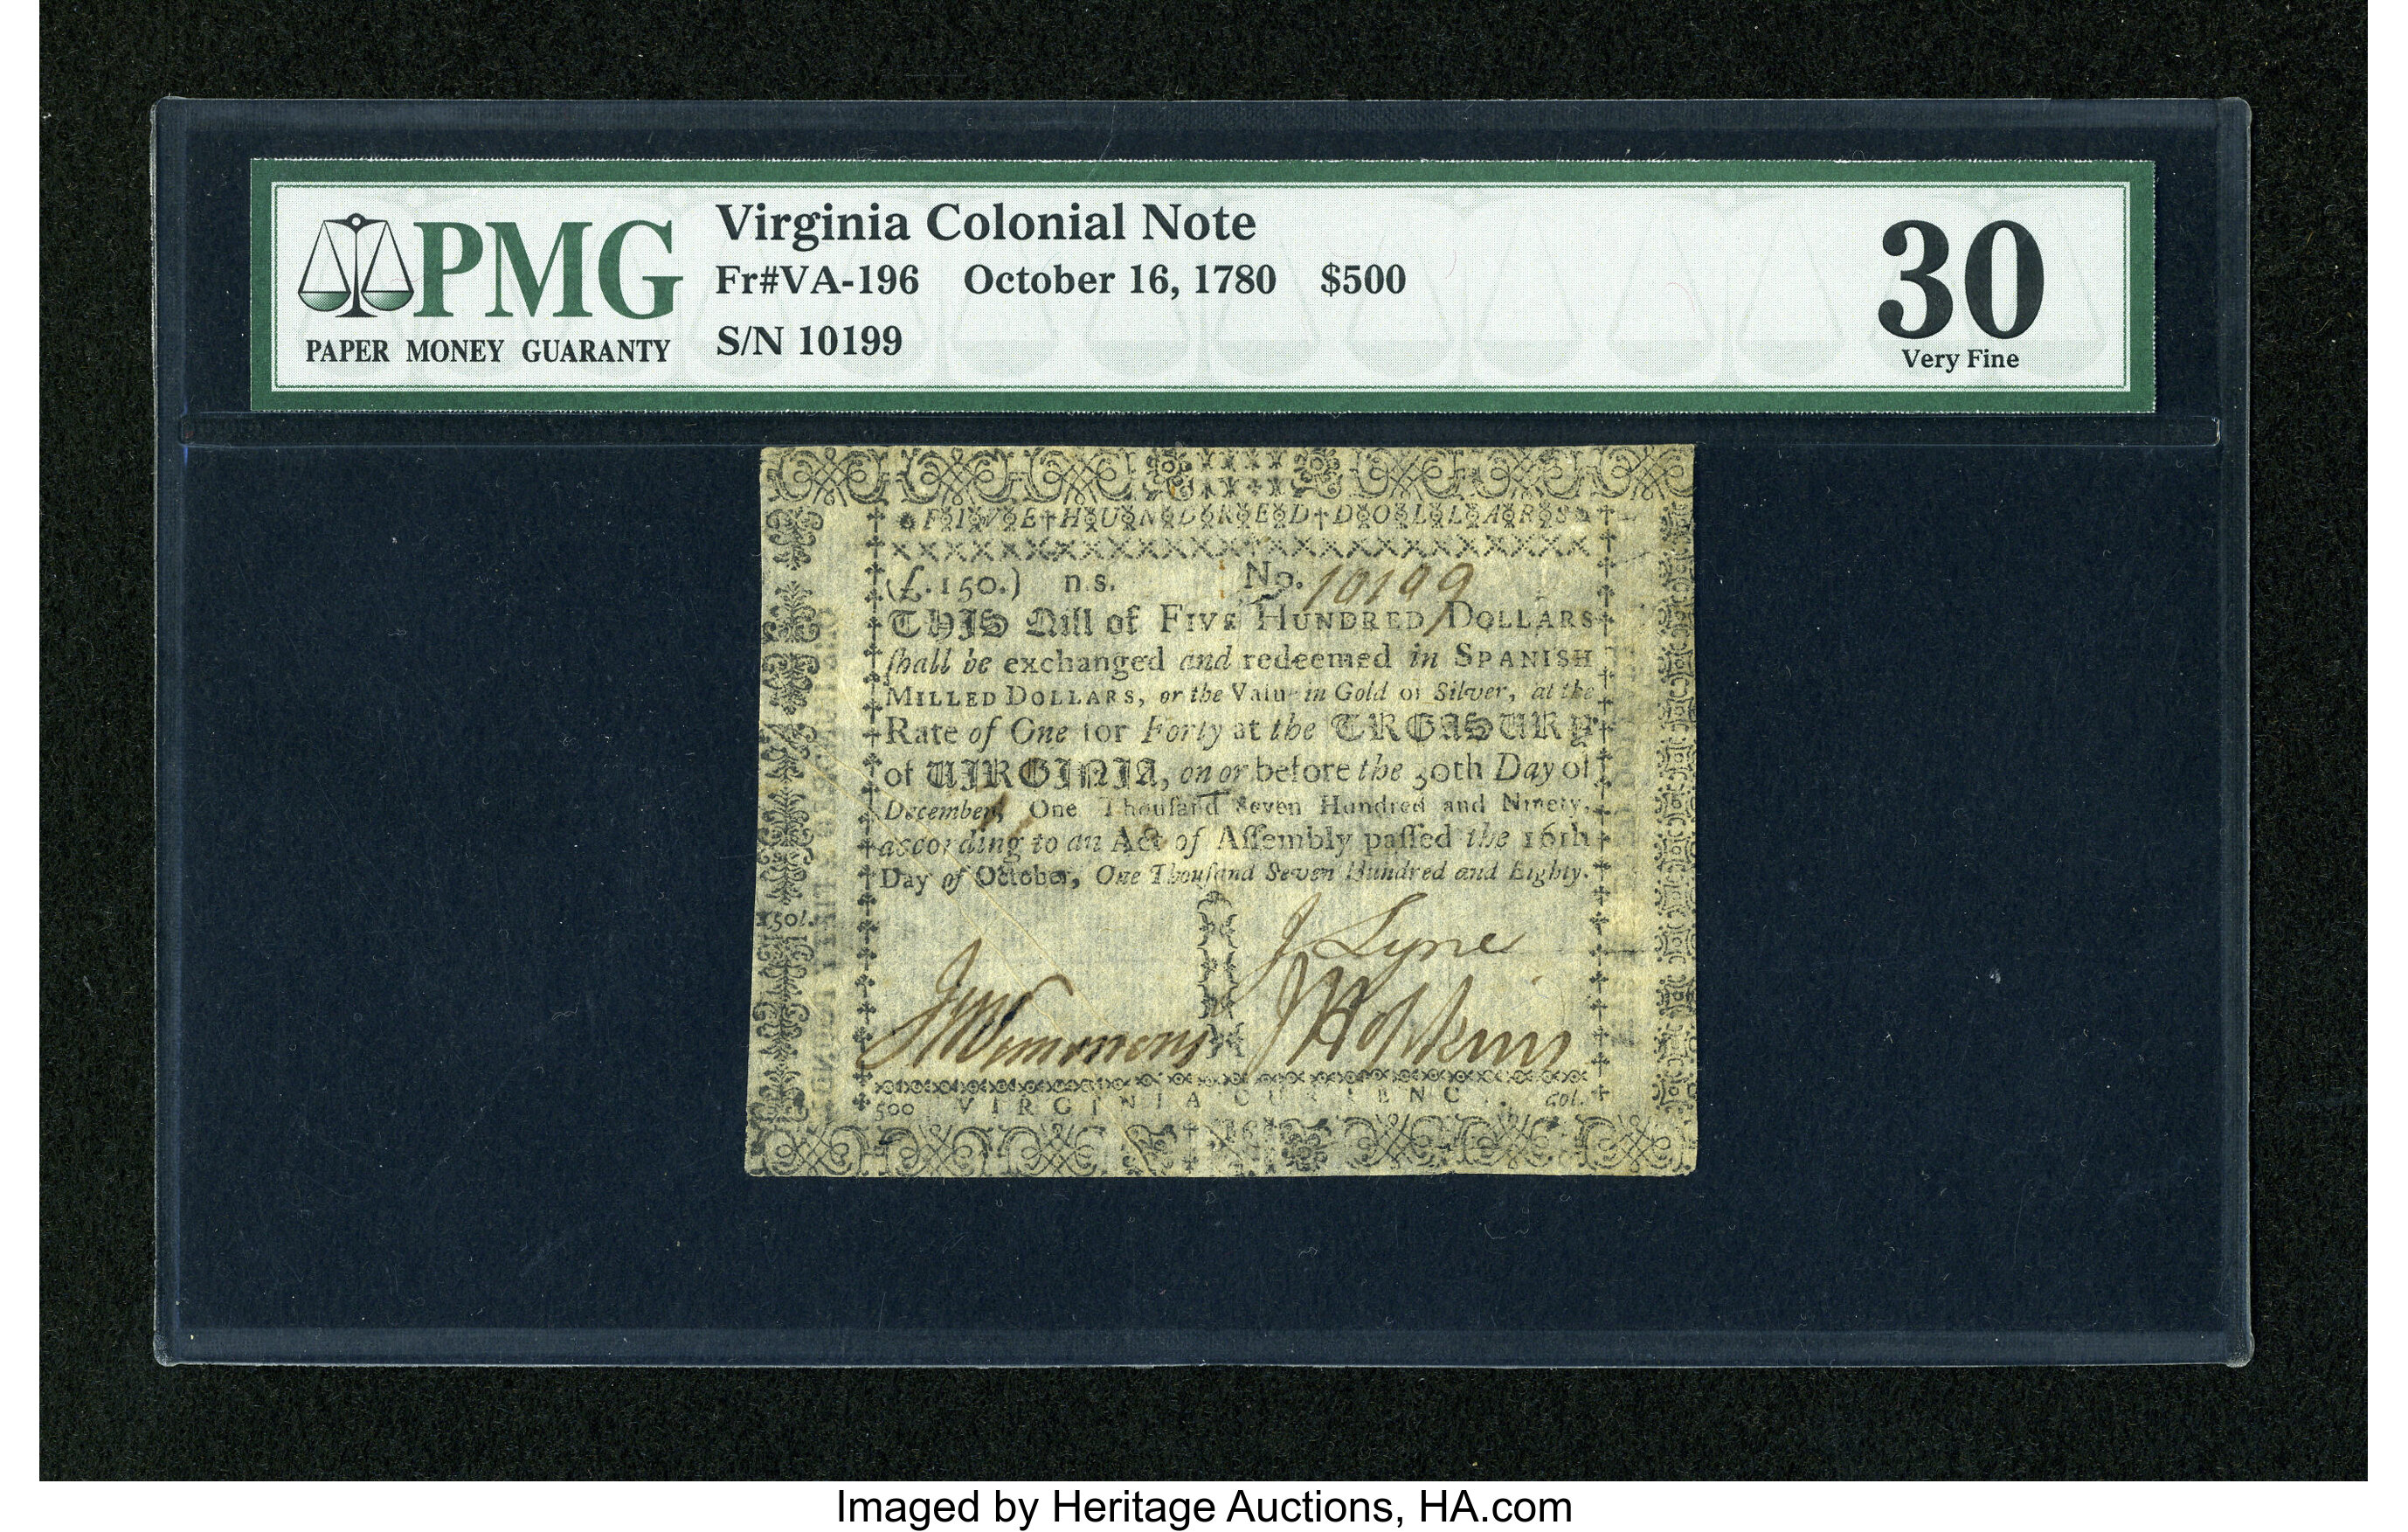 PMG
PAPER MONEY GUARANTY
Virginia Colonial Note
Fr#VA-196 October 16, 1780 $500
S/N 10199
30
Very Fine
FIVE HUNDRED DOLLARS
(£.150.) n.s. No. 10199
THIS Bill of FIVE HUNDRED DOLLARS
ſhall be exchanged and redeemed in SPANISH
MILLED DOLLARS, or the Value in Gold or Silver, at the
Rate of One for Forty at the TREASURY
of VIRGINIA, on or before the 30th Day of
December, One Thouſand Seven Hundred and Ninety,
according to an Act of Aſſembly paſſed the 16th
Day of October, One Thouſand Seven Hundred and Eighty.
150l.
J Lyne
J Hopkins
500 VIRGINIA CURRENCY. dol.
Imaged by Heritage Auctions, HA.com